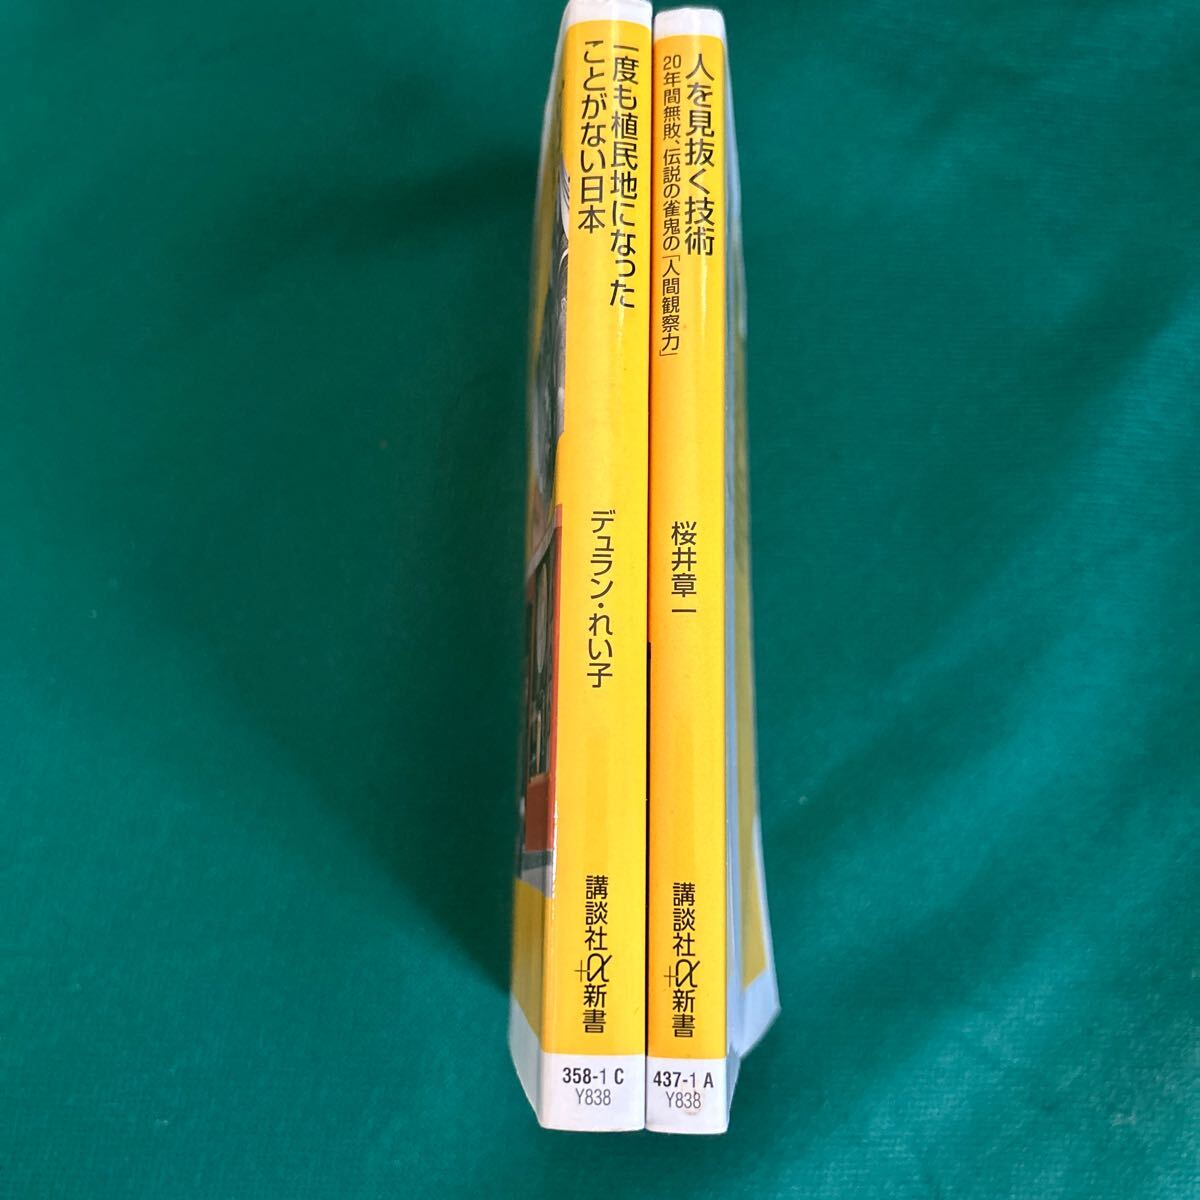 一度も植民地になった
ことがない日本
デュラン・れい子
講談社+α新書
358-1 C
Y838
人を見抜く技術
20年間無敗、伝説の雀鬼の「人間観察力」
桜井章一
講談社+α新書
437-1 A
Y838